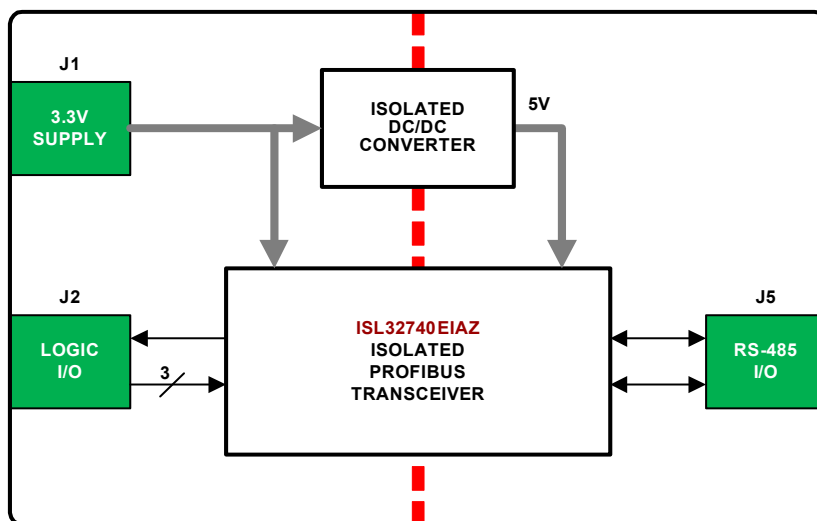 J1
3.3V
SUPPLY
ISOLATED
DC/DC
CONVERTER
5V
J2
LOGIC
I/O
3
ISL32740EIAZ
ISOLATED
PROFIBUS
TRANSCEIVER
J5
RS-485
I/O